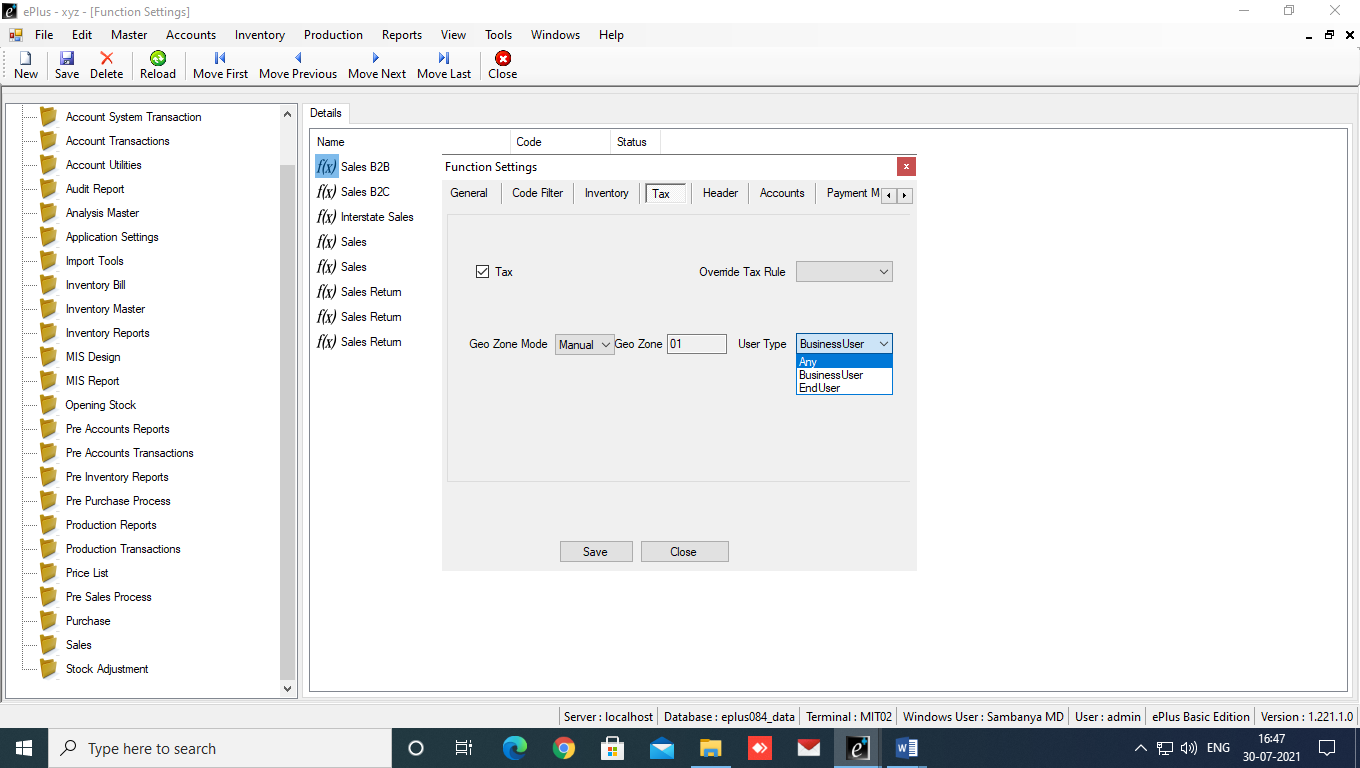 ePlus - xyz - [Function Settings]
File Edit Master Accounts Inventory Production Reports View Tools Windows Help
New Save Delete Reload Move First Move Previous Move Next Move Last Close
Account System Transaction
Account Transactions
Account Utilities
Audit Report
Analysis Master
Application Settings
Import Tools
Inventory Bill
Inventory Master
Inventory Reports
MIS Design
MIS Report
Opening Stock
Pre Accounts Reports
Pre Accounts Transactions
Pre Inventory Reports
Pre Purchase Process
Production Reports
Production Transactions
Price List
Pre Sales Process
Purchase
Sales
Stock Adjustment
Details
Name Code Status
f(x) Sales B2B
f(x) Sales B2C
f(x) Interstate Sales
f(x) Sales
f(x) Sales
f(x) Sales Return
f(x) Sales Return
f(x) Sales Return
Function Settings x
General Code Filter Inventory Tax Header Accounts Payment M
Tax Override Tax Rule
Geo Zone Mode Manual Geo Zone 01 User Type BusinessUser
Any
BusinessUser
EndUser
Save Close
Server : localhost Database : eplus084_data Terminal : MIT02 Windows User : Sambanya MD User : admin ePlus Basic Edition Version : 1.221.1.0
Type here to search
ENG 16:47
30-07-2021